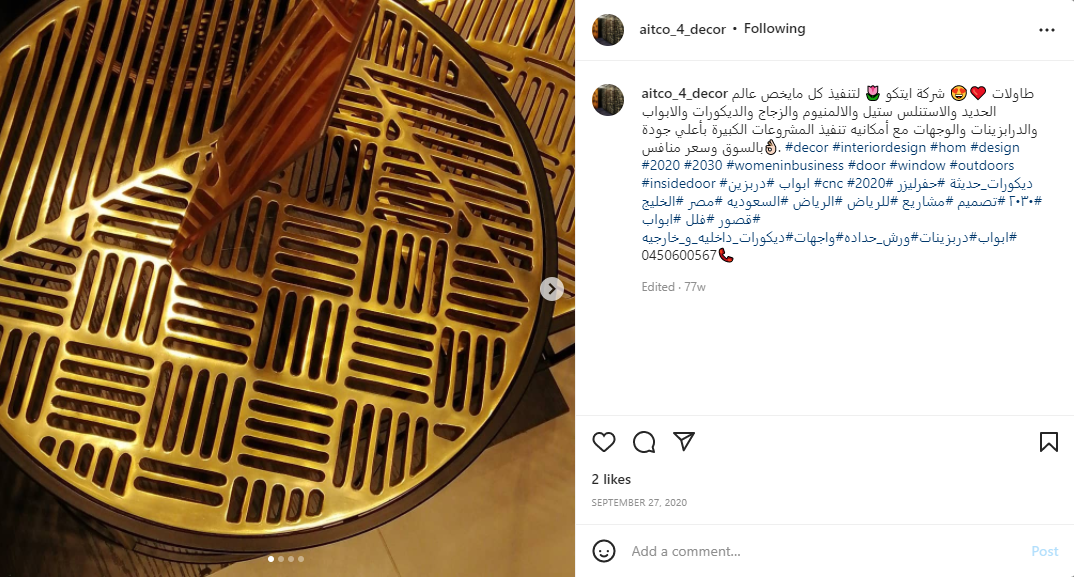 aitco_4_decor • Following
aitco_4_decor طاولات ❤️😍 شركة ايتكو 🌷 لتنفيذ كل مايخص عالم
الحديد والاستنلس ستيل والالمنيوم والزجاج والديكورات والابواب
والدرابزينات والوجهات مع أمكانيه تنفيذ المشروعات الكبيرة بأعلي جودة
بالسوق وسعر منافس👌🏻. #decor #interiordesign #hom #design
#2020 #2030 #womeninbusiness #door #window #outdoors
#insidedoor #ديكورات_حديثة #حفرليزر #2020 #cnc ابواب #دربزين
#٢٠٣٠ #تصميم #مشاريع #للرياض #الرياض #السعوديه #مصر #الخليج
#قصور #فلل #ابواب
#ابواب#دربزينات#ورش_حداده#واجهات#ديكورات_داخليه_و_خارجيه
0450600567📞
Edited · 77w
2 likes
SEPTEMBER 27, 2020
Add a comment...
Post